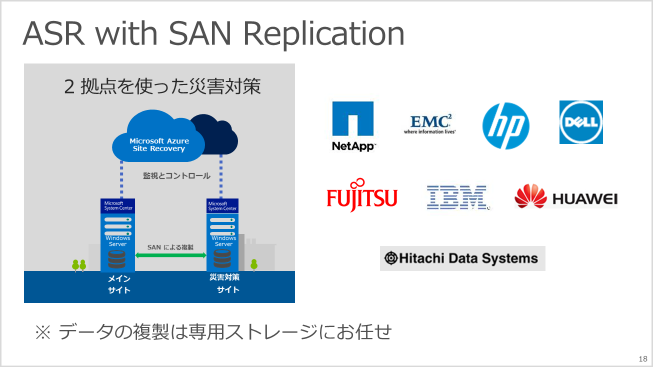 ASR with SAN Replication
2 拠点を使った災害対策
Microsoft Azure
Site Recovery
監視とコントロール
Microsoft
System Center
Windows
Server
SAN による複製
Microsoft
System Center
Windows
Server
メイン
サイト
災害対策
サイト
NetApp
EMC²
where information lives
hp
DELL
FUJITSU
IBM
HUAWEI
Hitachi Data Systems
※ データの複製は専用ストレージにお任せ
18